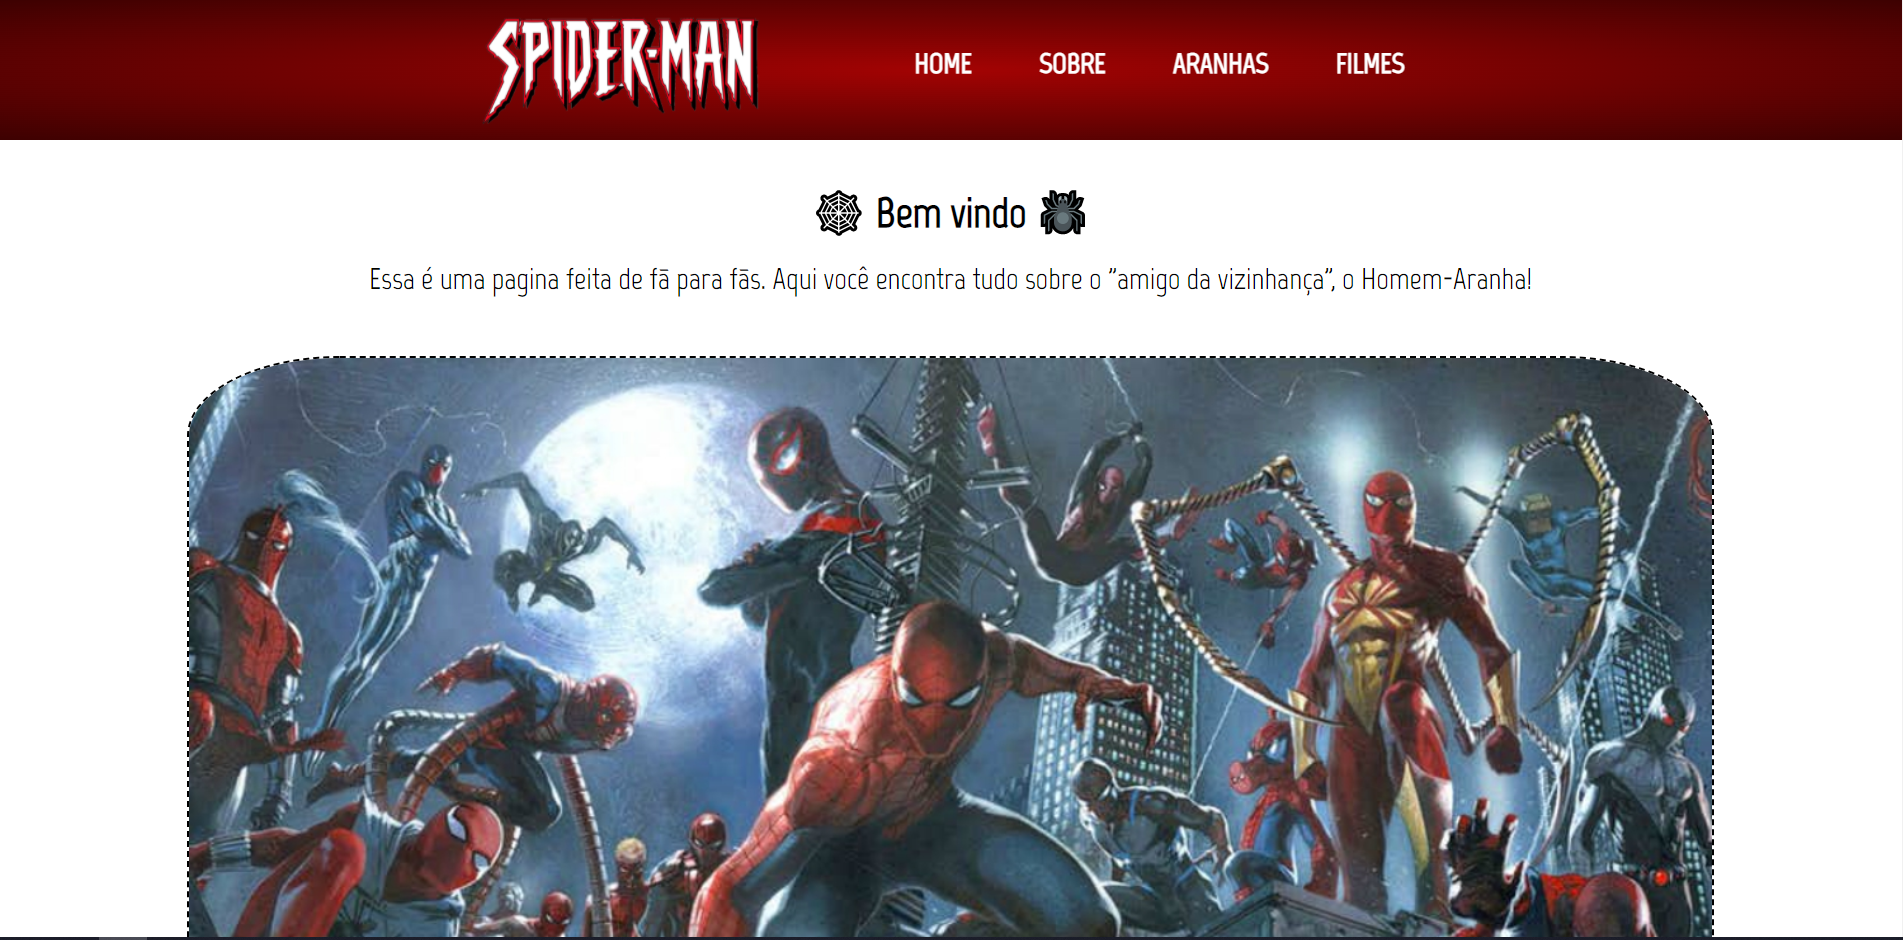 SPIDER-MAN
HOME SOBRE ARANHAS FILMES
Bem vindo
Essa é uma pagina feita de fã para fãs. Aqui você encontra tudo sobre o "amigo da vizinhança", o Homem-Aranha!